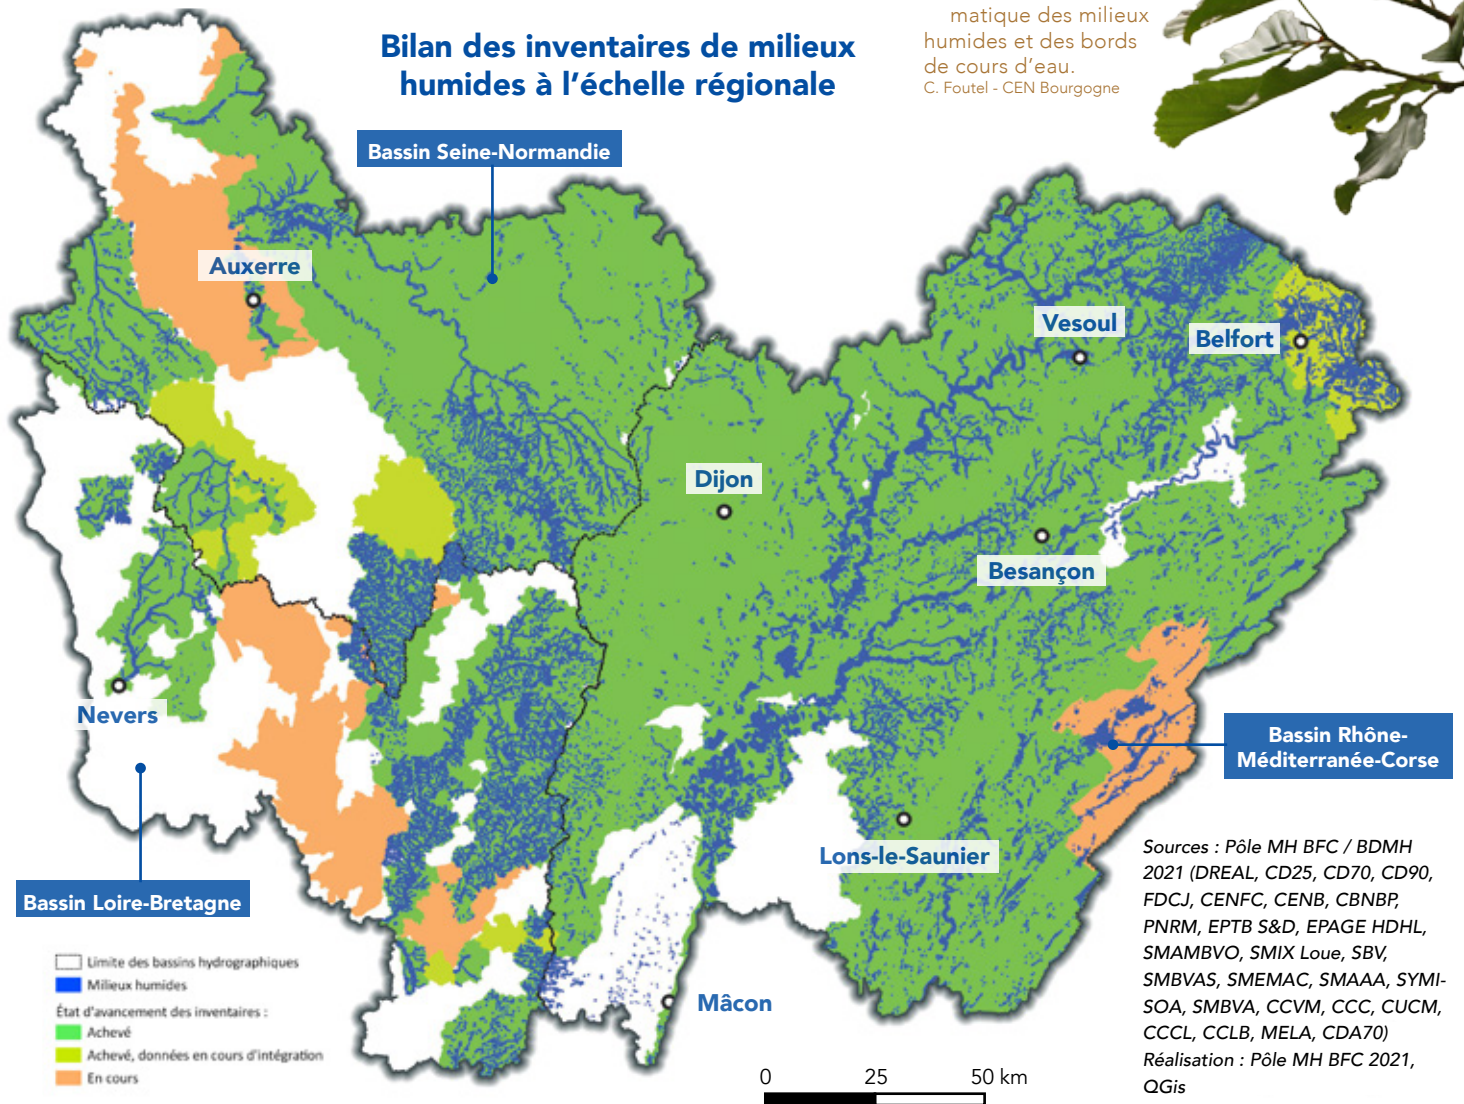 Bilan des inventaires de milieux
humides à l'échelle régionale
matique des milieux
humides et des bords
de cours d'eau.
C. Foutel - CEN Bourgogne
Bassin Seine-Normandie
Auxerre
Vesoul
Belfort
Dijon
Besançon
Nevers
Bassin Rhône-
Méditerranée-Corse
Lons-le-Saunier
Bassin Loire-Bretagne
Mâcon
Limite des bassins hydrographiques
Milieux humides
État d'avancement des inventaires :
Achevé
Achevé, données en cours d'intégration
En cours
0 25 50 km
Sources : Pôle MH BFC / BDMH
2021 (DREAL, CD25, CD70, CD90,
FDCJ, CENFC, CENB, CBNBP,
PNRM, EPTB S&D, EPAGE HDHL,
SMAMBVO, SMIX Loue, SBV,
SMBVAS, SMEMAC, SMAAA, SYMI-
SOA, SMBVA, CCVM, CCC, CUCM,
CCCL, CCLB, MELA, CDA70)
Réalisation : Pôle MH BFC 2021,
QGis